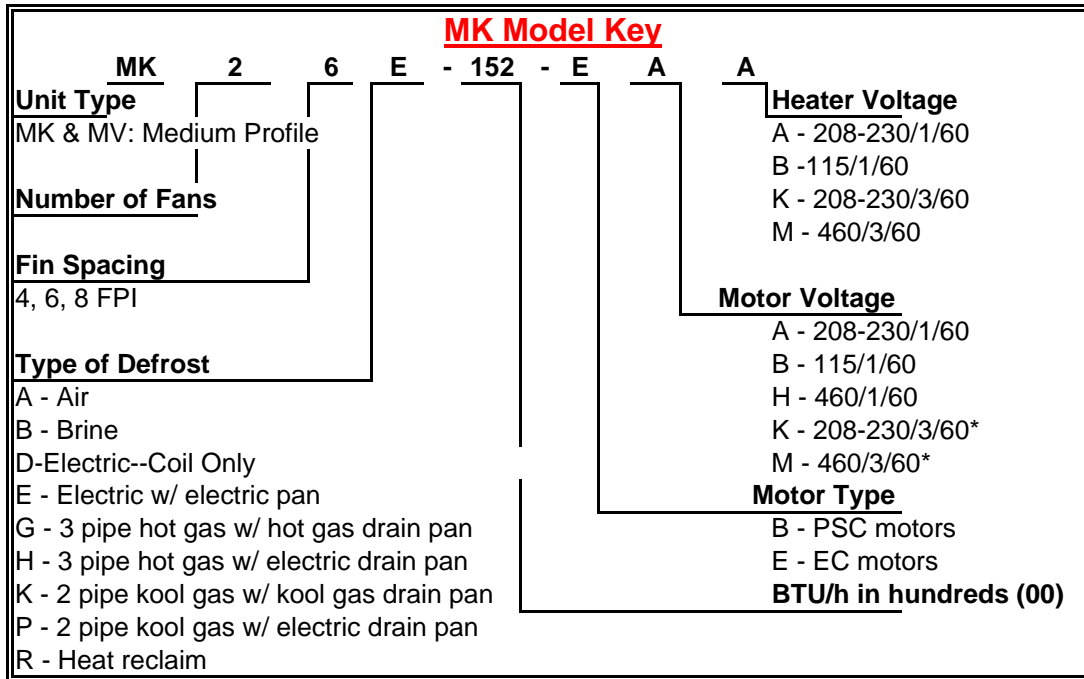 MK Model Key
MK 2 6 E - 152 - E A A
Unit Type
MK & MV: Medium Profile
Number of Fans
Fin Spacing
4, 6, 8 FPI
Type of Defrost
A - Air
B - Brine
D-Electric--Coil Only
E - Electric w/ electric pan
G - 3 pipe hot gas w/ hot gas drain pan
H - 3 pipe hot gas w/ electric drain pan
K - 2 pipe kool gas w/ kool gas drain pan
P - 2 pipe kool gas w/ electric drain pan
R - Heat reclaim
Heater Voltage
A - 208-230/1/60
B -115/1/60
K - 208-230/3/60
M - 460/3/60
Motor Voltage
A - 208-230/1/60
B - 115/1/60
H - 460/1/60
K - 208-230/3/60*
M - 460/3/60*
Motor Type
B - PSC motors
E - EC motors
BTU/h in hundreds (00)